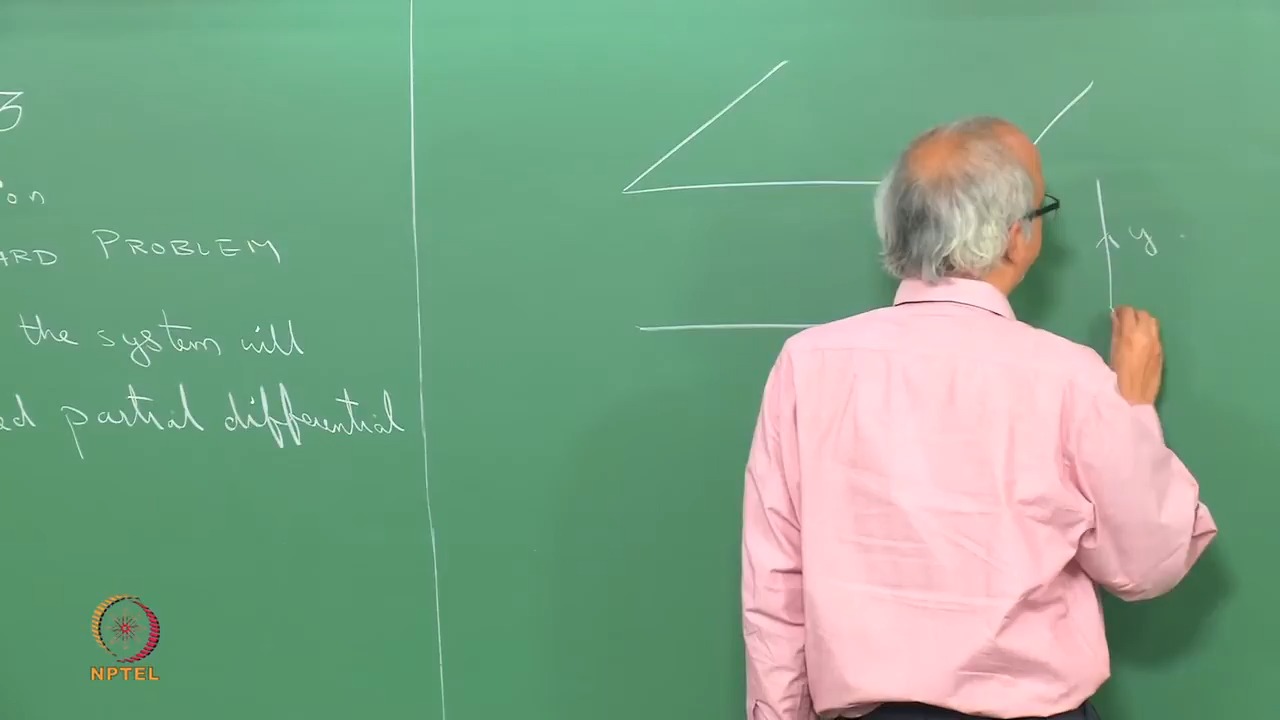 3
on
ARD PROBLEM
the system will
ed partial differential
y
NPTEL